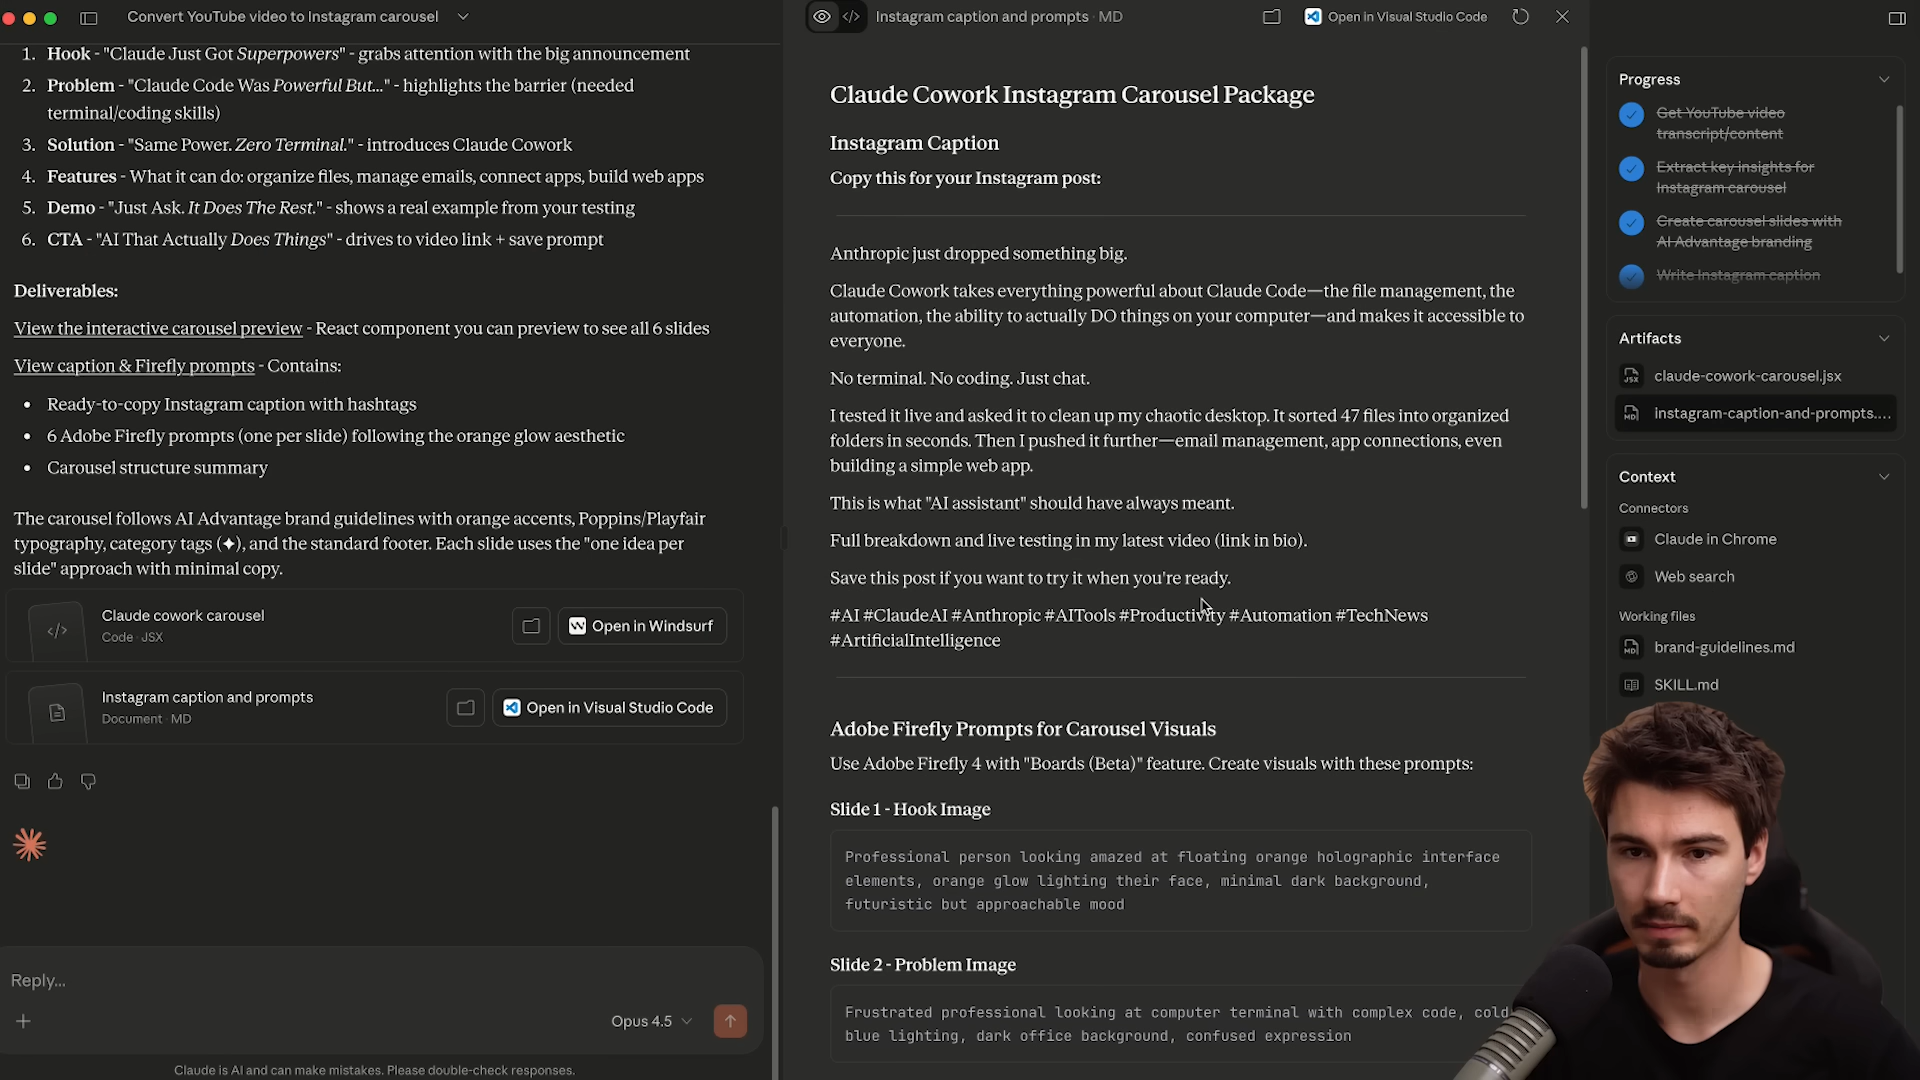 Convert YouTube video to Instagram carousel
1. Hook - "Claude Just Got Superpowers" - grabs attention with the big announcement
2. Problem - "Claude Code Was Powerful But..." - highlights the barrier (needed
terminal/coding skills)
3. Solution - "Same Power. Zero Terminal." - introduces Claude Cowork
4. Features - What it can do: organize files, manage emails, connect apps, build web apps
5. Demo - "Just Ask. It Does The Rest." - shows a real example from your testing
6. CTA - "AI That Actually Does Things" - drives to video link + save prompt
Deliverables:
View the interactive carousel preview - React component you can preview to see all 6 slides
View caption & Firefly prompts - Contains:
• Ready-to-copy Instagram caption with hashtags
• 6 Adobe Firefly prompts (one per slide) following the orange glow aesthetic
• Carousel structure summary
The carousel follows AI Advantage brand guidelines with orange accents, Poppins/Playfair
typography, category tags (✦), and the standard footer. Each slide uses the "one idea per
slide" approach with minimal copy.
Claude cowork carousel
Code · JSX
Open in Windsurf
Instagram caption and prompts
Document · MD
Open in Visual Studio Code
Reply...
Opus 4.5
Claude is AI and can make mistakes. Please double-check responses.
Instagram caption and prompts · MD
Open in Visual Studio Code
Claude Cowork Instagram Carousel Package
Instagram Caption
Copy this for your Instagram post:
Anthropic just dropped something big.
Claude Cowork takes everything powerful about Claude Code—the file management, the
automation, the ability to actually DO things on your computer—and makes it accessible to
everyone.
No terminal. No coding. Just chat.
I tested it live and asked it to clean up my chaotic desktop. It sorted 47 files into organized
folders in seconds. Then I pushed it further—email management, app connections, even
building a simple web app.
This is what "AI assistant" should have always meant.
Full breakdown and live testing in my latest video (link in bio).
Save this post if you want to try it when you're ready.
#AI #ClaudeAI #Anthropic #AITools #Productivity #Automation #TechNews
#ArtificialIntelligence
Adobe Firefly Prompts for Carousel Visuals
Use Adobe Firefly 4 with "Boards (Beta)" feature. Create visuals with these prompts:
Slide 1 - Hook Image
Professional person looking amazed at floating orange holographic interface
elements, orange glow lighting their face, minimal dark background,
futuristic but approachable mood
Slide 2 - Problem Image
Frustrated professional looking at computer terminal with complex code, cold
blue lighting, dark office background, confused expression
Progress
Get YouTube video
transcript/content
Extract key insights for
Instagram carousel
Create carousel slides with
AI Advantage branding
Write Instagram caption
Artifacts
claude-cowork-carousel.jsx
instagram-caption-and-prompts....
Context
Connectors
Claude in Chrome
Web search
Working files
brand-guidelines.md
SKILL.md